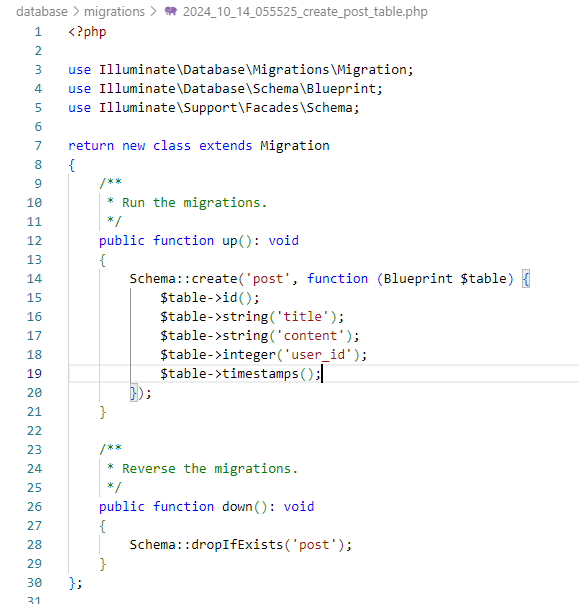 database > migrations > 2024_10_14_055525_create_post_table.php
1 <?php
2
3 use Illuminate\Database\Migrations\Migration;
4 use Illuminate\Database\Schema\Blueprint;
5 use Illuminate\Support\Facades\Schema;
6
7 return new class extends Migration
8 {
9     /**
10      * Run the migrations.
11      */
12     public function up(): void
13     {
14         Schema::create('post', function (Blueprint $table) {
15             $table->id();
16             $table->string('title');
17             $table->string('content');
18             $table->integer('user_id');
19             $table->timestamps();
20         });
21     }
22
23     /**
24      * Reverse the migrations.
25      */
26     public function down(): void
27     {
28         Schema::dropIfExists('post');
29     }
30 };
31